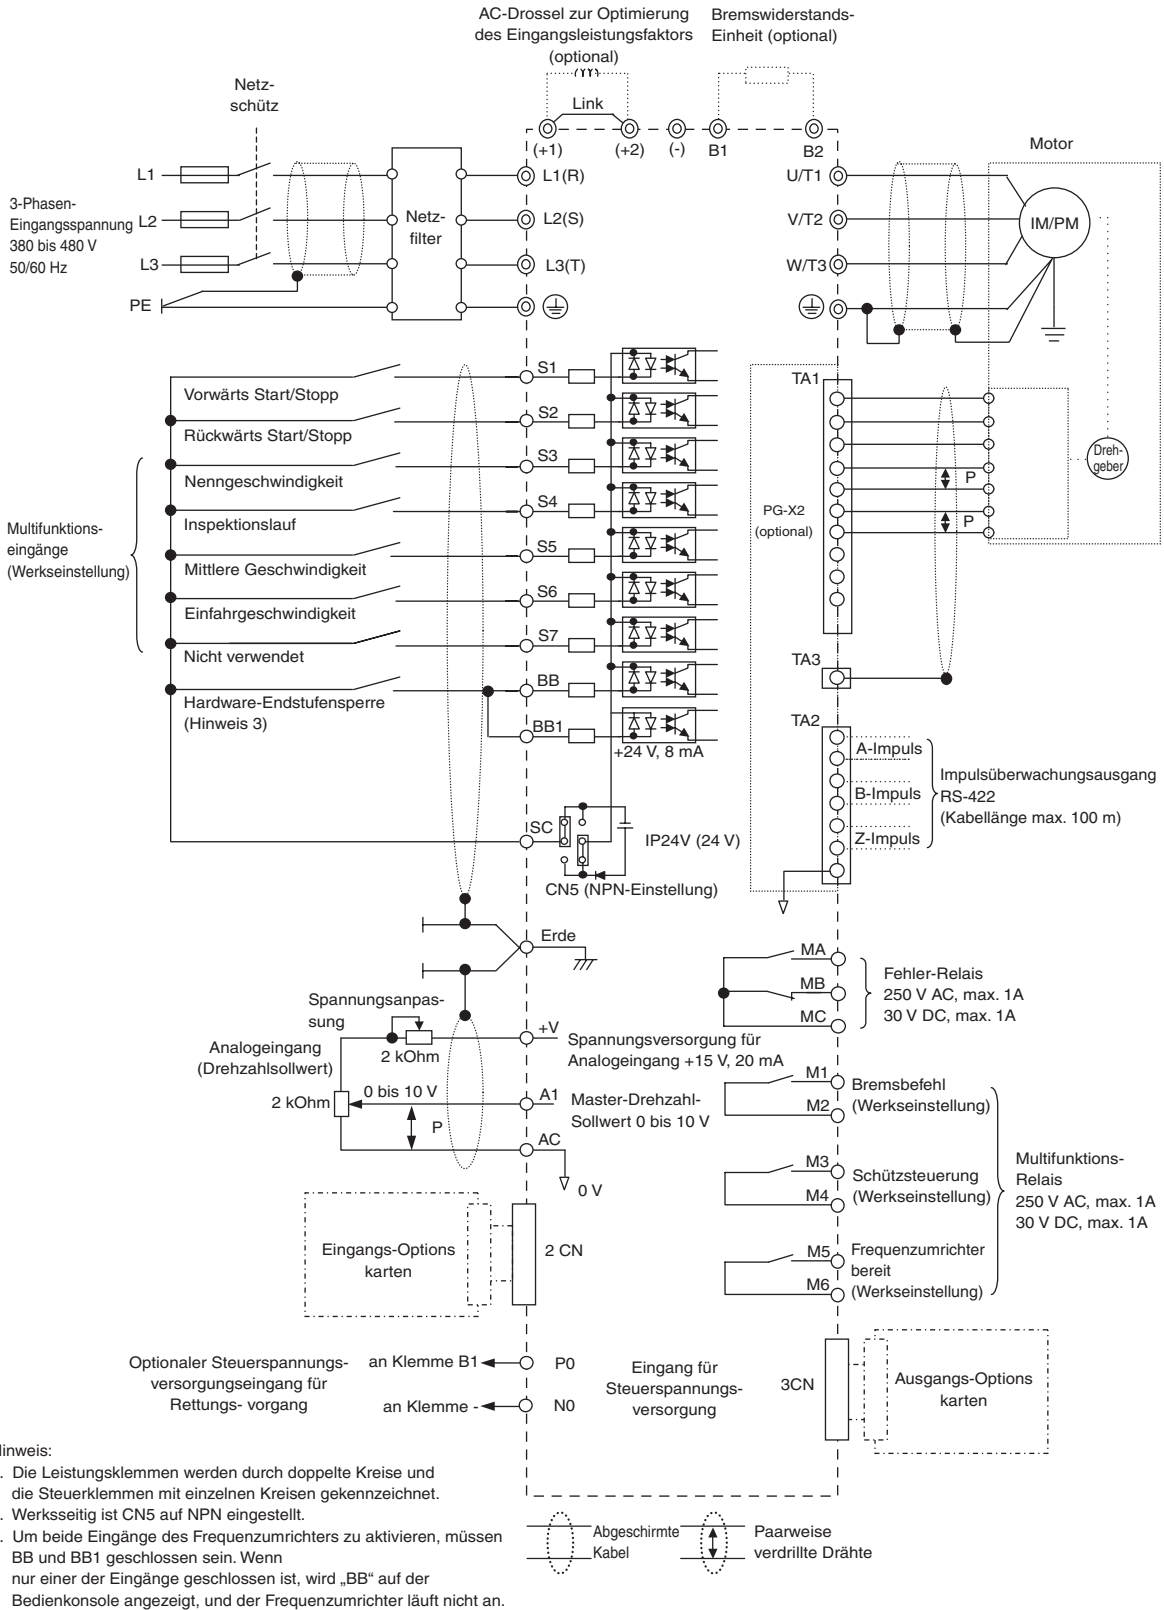 AC-Drossel zur Optimierung
des Eingangsleistungsfaktors
(optional)
Bremswiderstands-
Einheit (optional)
Netz-
schütz
Link
(+1)
(+2)
(-)
B1
B2
Motor
3-Phasen-
Eingangsspannung
380 bis 480 V
50/60 Hz
L1
L2
L3
PE
Netz-
filter
L1(R)
L2(S)
L3(T)
U/T1
V/T2
W/T3
IM/PM
Vorwärts Start/Stopp
Rückwärts Start/Stopp
Nenngeschwindigkeit
Inspektionslauf
Mittlere Geschwindigkeit
Einfahrgeschwindigkeit
Nicht verwendet
Hardware-Endstufensperre
(Hinweis 3)
Multifunktions-
eingänge
(Werkseinstellung)
S1
S2
S3
S4
S5
S6
S7
BB
BB1
+24 V, 8 mA
SC
IP24V (24 V)
CN5 (NPN-Einstellung)
TA1
PG-X2
(optional)
P
P
Dreh-
geber
TA3
TA2
A-Impuls
B-Impuls
Z-Impuls
Impulsüberwachungsausgang
RS-422
(Kabellänge max. 100 m)
Erde
Spannungsanpas-
sung
Analogeingang
(Drehzahlsollwert)
2 kOhm
2 kOhm
0 bis 10 V
P
+V
Spannungsversorgung für
Analogeingang +15 V, 20 mA
A1
Master-Drehzahl-
Sollwert 0 bis 10 V
AC
0 V
MA
MB
MC
Fehler-Relais
250 V AC, max. 1A
30 V DC, max. 1A
M1
M2
Bremsbefehl
(Werkseinstellung)
M3
M4
Schützsteuerung
(Werkseinstellung)
M5
M6
Frequenzumrichter
bereit
(Werkseinstellung)
Multifunktions-
Relais
250 V AC, max. 1A
30 V DC, max. 1A
Eingangs-Options
karten
2 CN
Optionaler Steuerspannungs-
versorgungseingang für
Rettungs- vorgang
an Klemme B1
an Klemme -
P0
N0
Eingang für
Steuerspannungs-
versorgung
3CN
Ausgangs-Options
karten
linweis:
. Die Leistungsklemmen werden durch doppelte Kreise und
die Steuerklemmen mit einzelnen Kreisen gekennzeichnet.
. Werksseitig ist CN5 auf NPN eingestellt.
. Um beide Eingänge des Frequenzumrichters zu aktivieren, müssen
BB und BB1 geschlossen sein. Wenn
nur einer der Eingänge geschlossen ist, wird „BB“ auf der
Bedienkonsole angezeigt, und der Frequenzumrichter läuft nicht an.
Abgeschirmte
Kabel
Paarweise
verdrillte Drähte